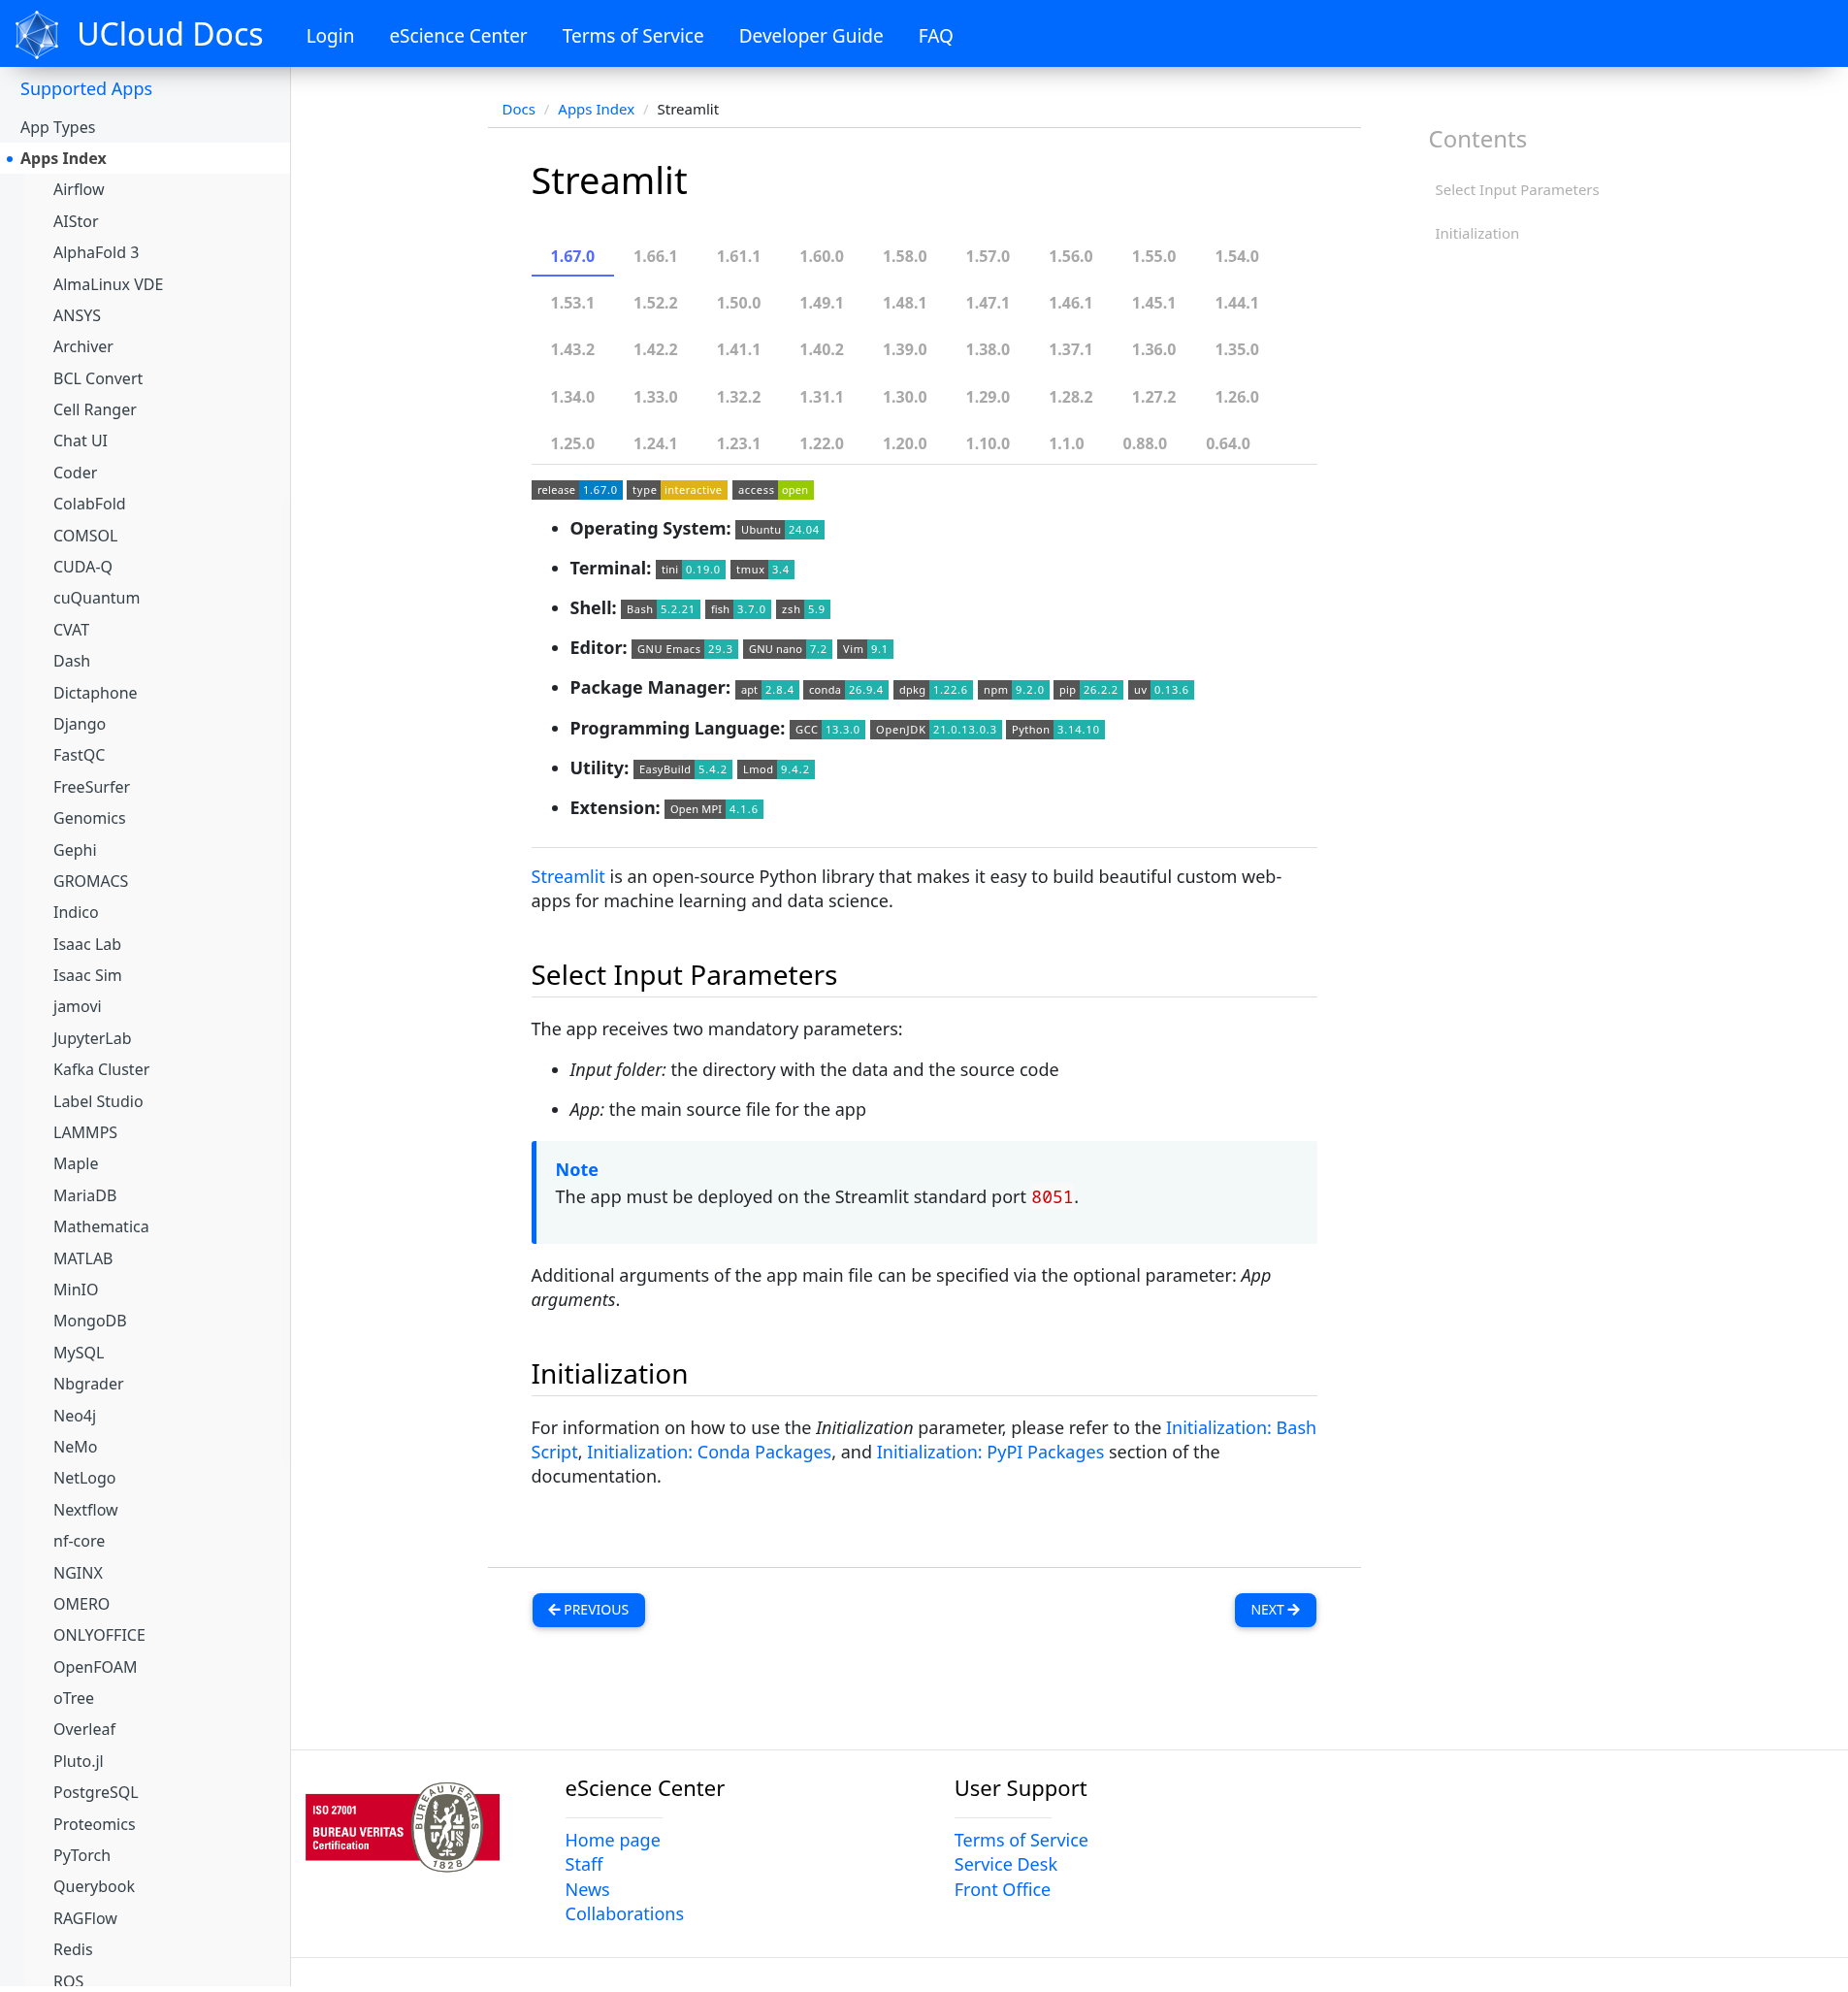 UCloud Docs
Login eScience Center Terms of Service Developer Guide FAQ
Supported Apps
App Types
Apps Index
Airflow
AIStor
AlphaFold 3
AlmaLinux VDE
ANSYS
Archiver
BCL Convert
Cell Ranger
Chat UI
Coder
ColabFold
COMSOL
CUDA-Q
cuQuantum
CVAT
Dash
Dictaphone
Django
FastQC
FreeSurfer
Genomics
Gephi
GROMACS
Indico
Isaac Lab
Isaac Sim
jamovi
JupyterLab
Kafka Cluster
Label Studio
LAMMPS
Maple
MariaDB
Mathematica
MATLAB
MinIO
MongoDB
MySQL
Nbgrader
Neo4j
NeMo
NetLogo
Nextflow
nf-core
NGINX
OMERO
ONLYOFFICE
OpenFOAM
oTree
Overleaf
Pluto.jl
PostgreSQL
Proteomics
PyTorch
Querybook
RAGFlow
Redis
ROS
Docs / Apps Index / Streamlit
Streamlit
1.67.0 1.66.1 1.61.1 1.60.0 1.58.0 1.57.0 1.56.0 1.55.0 1.54.0
1.53.1 1.52.2 1.50.0 1.49.1 1.48.1 1.47.1 1.46.1 1.45.1 1.44.1
1.43.2 1.42.2 1.41.1 1.40.2 1.39.0 1.38.0 1.37.1 1.36.0 1.35.0
1.34.0 1.33.0 1.32.2 1.31.1 1.30.0 1.29.0 1.28.2 1.27.2 1.26.0
1.25.0 1.24.1 1.23.1 1.22.0 1.20.0 1.10.0 1.1.0 0.88.0 0.64.0
release 1.67.0 type interactive access open
Operating System: Ubuntu 24.04
Terminal: tini 0.19.0 tmux 3.4
Shell: Bash 5.2.21 fish 3.7.0 zsh 5.9
Editor: GNU Emacs 29.3 GNU nano 7.2 Vim 9.1
Package Manager: apt 2.8.4 conda 26.9.4 dpkg 1.22.6 npm 9.2.0 pip 26.2.2 uv 0.13.6
Programming Language: GCC 13.3.0 OpenJDK 21.0.13.0.3 Python 3.14.10
Utility: EasyBuild 5.4.2 Lmod 9.4.2
Extension: Open MPI 4.1.6
Streamlit is an open-source Python library that makes it easy to build beautiful custom web-
apps for machine learning and data science.
Select Input Parameters
The app receives two mandatory parameters:
Input folder: the directory with the data and the source code
App: the main source file for the app
Note
The app must be deployed on the Streamlit standard port 8051.
Additional arguments of the app main file can be specified via the optional parameter: App
arguments.
Initialization
For information on how to use the Initialization parameter, please refer to the Initialization: Bash
Script, Initialization: Conda Packages, and Initialization: PyPI Packages section of the
documentation.
PREVIOUS
NEXT
Contents
Select Input Parameters
Initialization
ISO 27001
BUREAU VERITAS
Certification
BUREAU VERITAS
1828
eScience Center
Home page
Staff
News
Collaborations
User Support
Terms of Service
Service Desk
Front Office